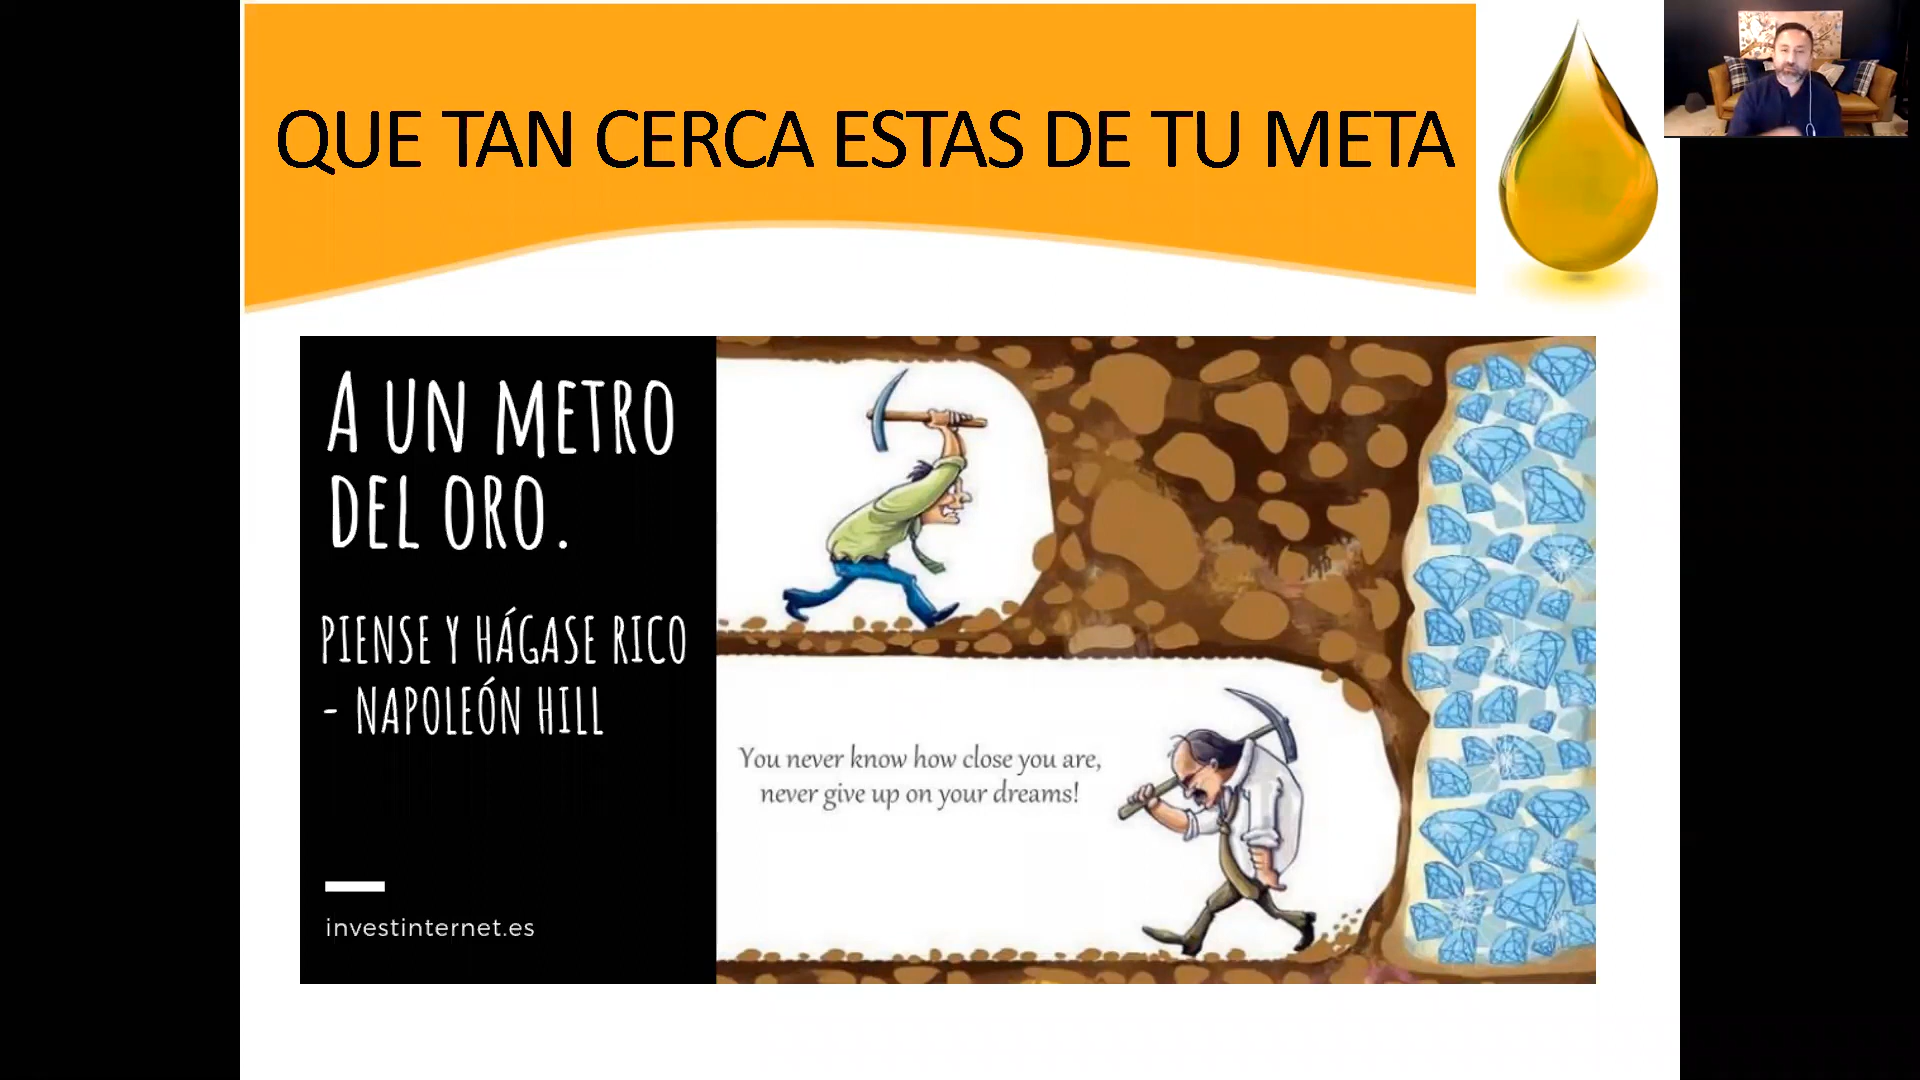 QUE TAN CERCA ESTAS DE TU META
A UN METRO
DEL ORO.
PIENSE Y HÁGASE RICO
- NAPOLEÓN HILL
investinternet.es
You never know how close you are,
never give up on your dreams!